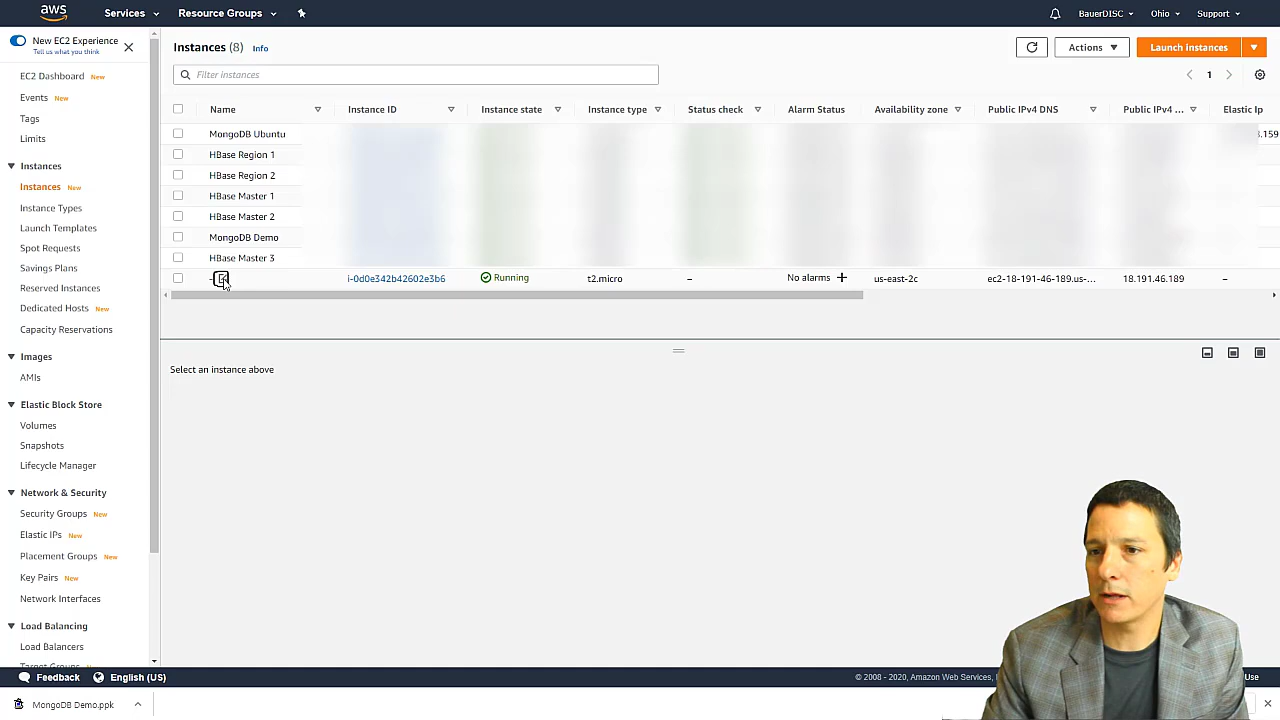 aws Services Resource Groups BauerDISC Ohio Support
New EC2 Experience
Tell us what you think
EC2 Dashboard New
Events New
Tags
Limits
Instances
Instances New
Instance Types
Launch Templates
Spot Requests
Savings Plans
Reserved Instances
Dedicated Hosts New
Capacity Reservations
Images
AMIs
Elastic Block Store
Volumes
Snapshots
Lifecycle Manager
Network & Security
Security Groups New
Elastic IPs New
Placement Groups New
Key Pairs New
Network Interfaces
Load Balancing
Load Balancers
Instances (8) Info
Actions Launch instances
Filter instances
1
Name Instance ID Instance state Instance type Status check Alarm Status Availability zone Public IPv4 DNS Public IPv4 ... Elastic Ip
MongoDB Ubuntu .159
HBase Region 1
HBase Region 2
HBase Master 1
HBase Master 2
MongoDB Demo
HBase Master 3
– i-0d0e342b42602e3b6 Running t2.micro – No alarms + us-east-2c ec2-18-191-46-189.us-... 18.191.46.189 –
Select an instance above
Feedback English (US) © 2008 - 2020, Amazon Web Services, Use
MongoDB Demo.ppk